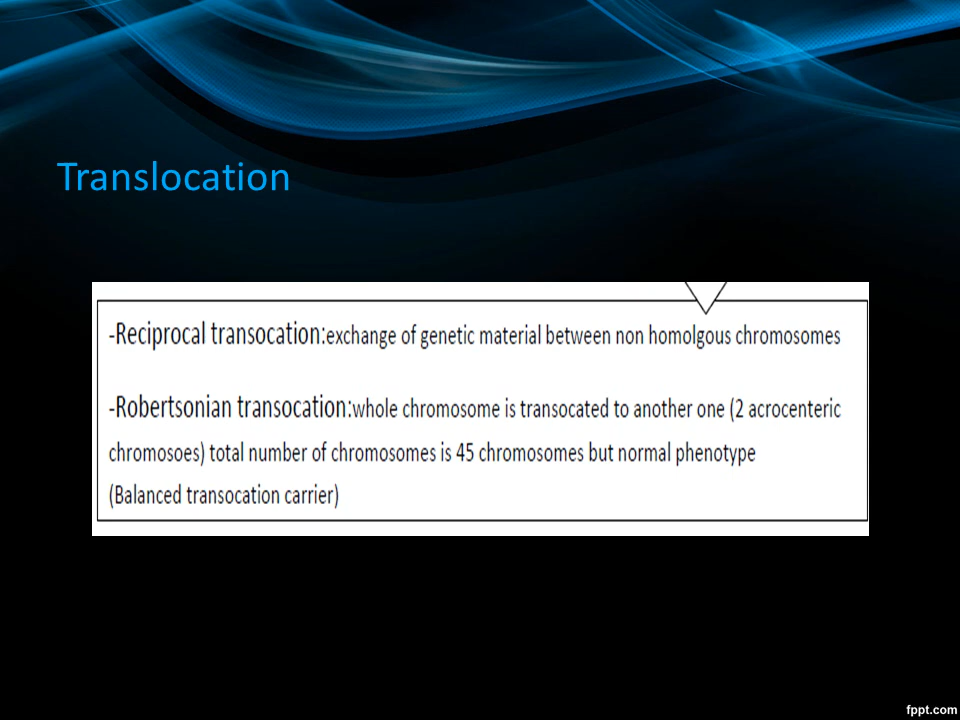 Translocation
-Reciprocal transocation:exchange of genetic material between non homolgous chromosomes
-Robertsonian transocation:whole chromosome is transocated to another one (2 acrocenteric
chromosoes) total number of chromosomes is 45 chromosomes but normal phenotype
(Balanced transocation carrier)
fppt.com